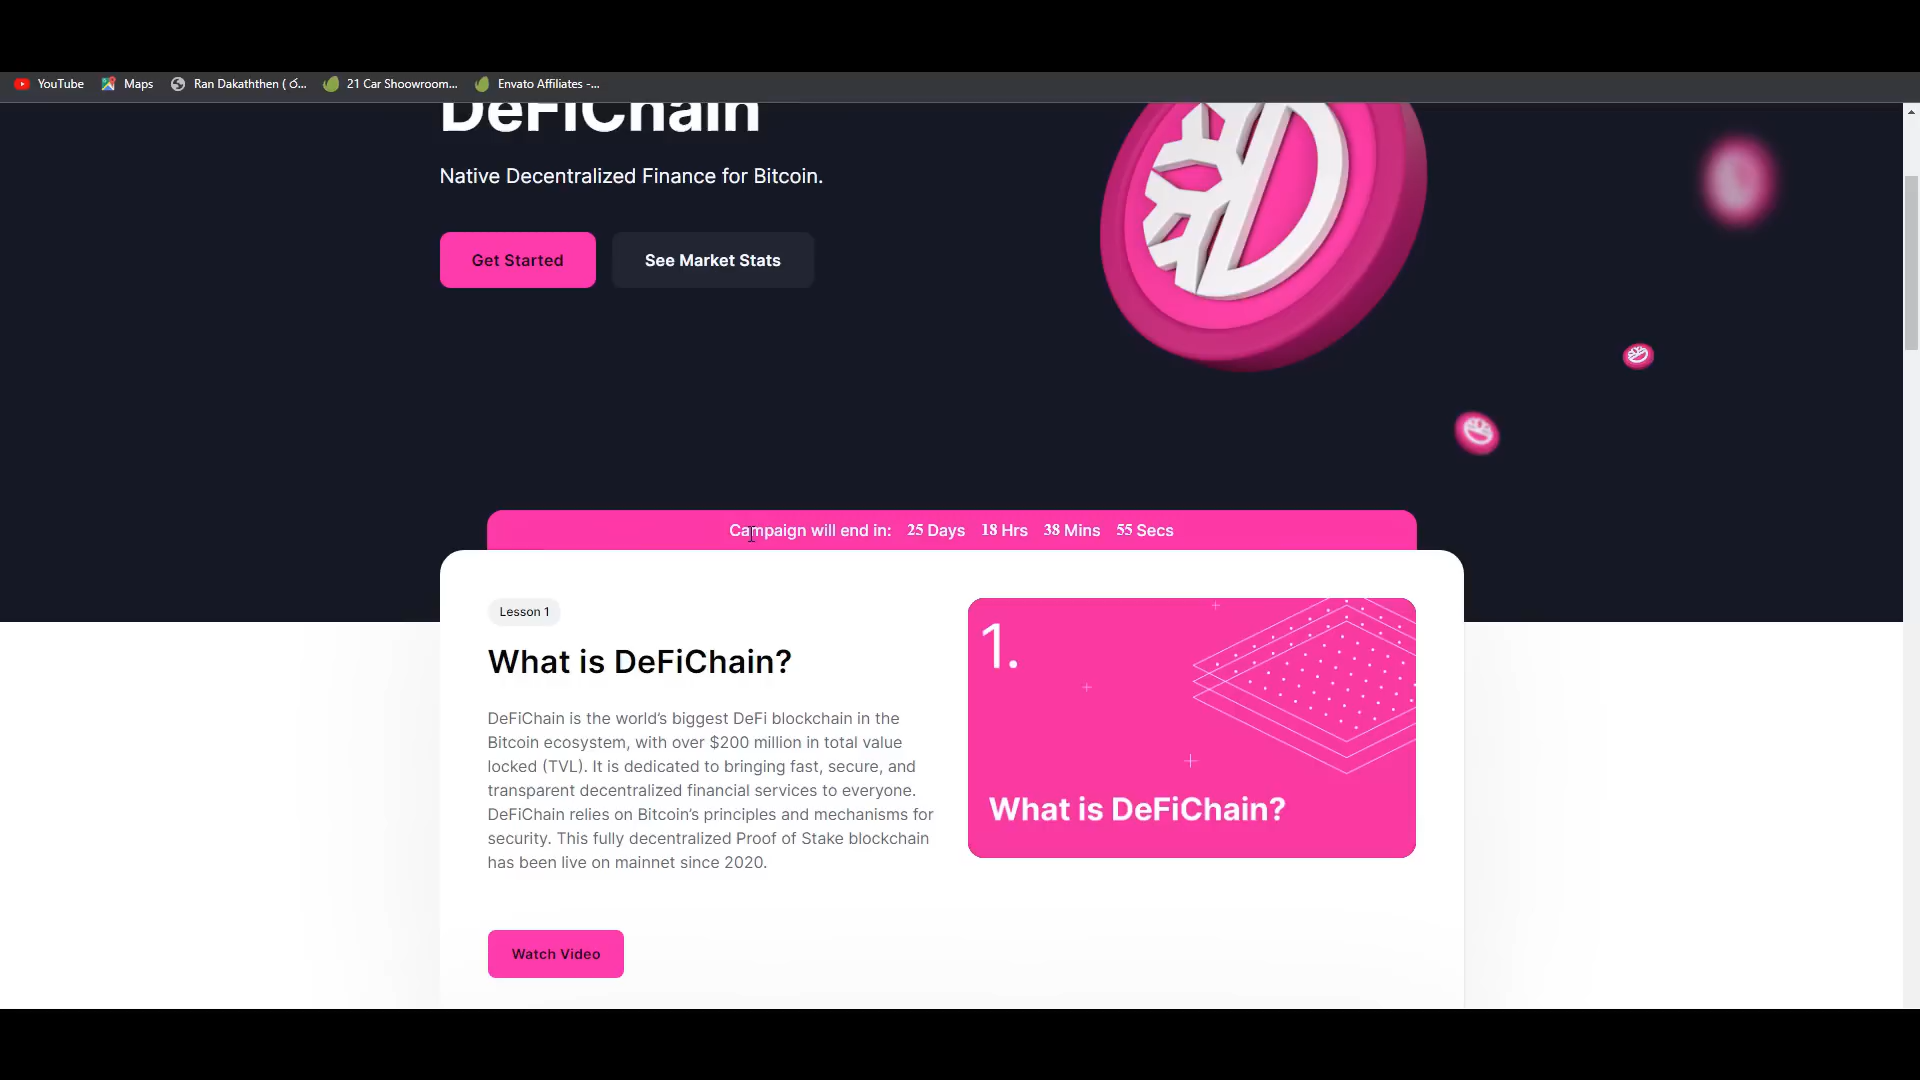 YouTube Maps Ran Dakaththen ( ර්... 21 Car Shoowroom... Envato Affiliates -...
DeFiChain
Native Decentralized Finance for Bitcoin.
Get Started See Market Stats
Campaign will end in: 25 Days 18 Hrs 38 Mins 55 Secs
Lesson 1
What is DeFiChain?
DeFiChain is the world’s biggest DeFi blockchain in the
Bitcoin ecosystem, with over $200 million in total value
locked (TVL). It is dedicated to bringing fast, secure, and
transparent decentralized financial services to everyone.
DeFiChain relies on Bitcoin’s principles and mechanisms for
security. This fully decentralized Proof of Stake blockchain
has been live on mainnet since 2020.
Watch Video
1.
What is DeFiChain?